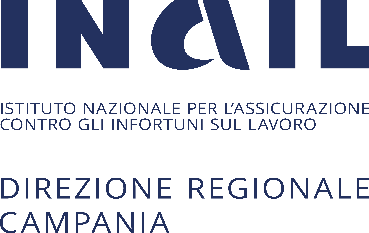 INAIL
ISTITUTO NAZIONALE PER L'ASSICURAZIONE
CONTRO GLI INFORTUNI SUL LAVORO
DIREZIONE REGIONALE
CAMPANIA